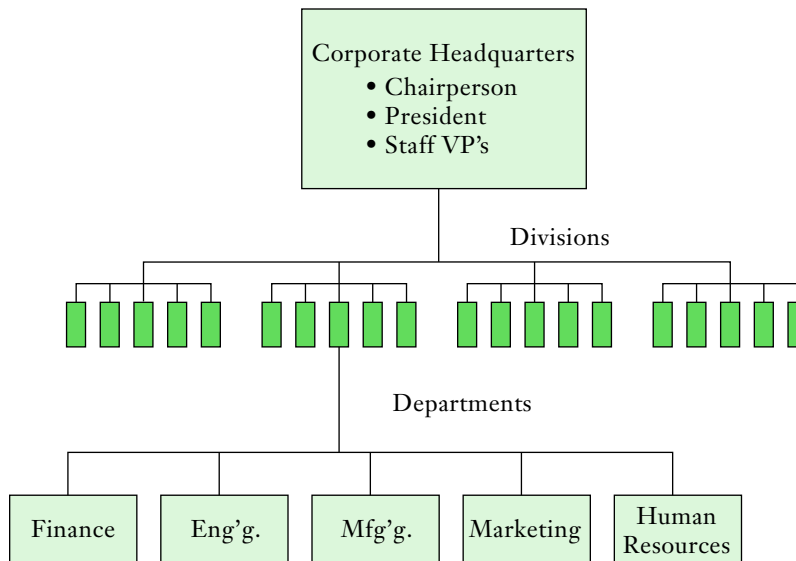 Corporate Headquarters
• Chairperson
• President
• Staff VP’s
Divisions
Departments
Finance
Eng’g.
Mfg’g.
Marketing
Human
Resources